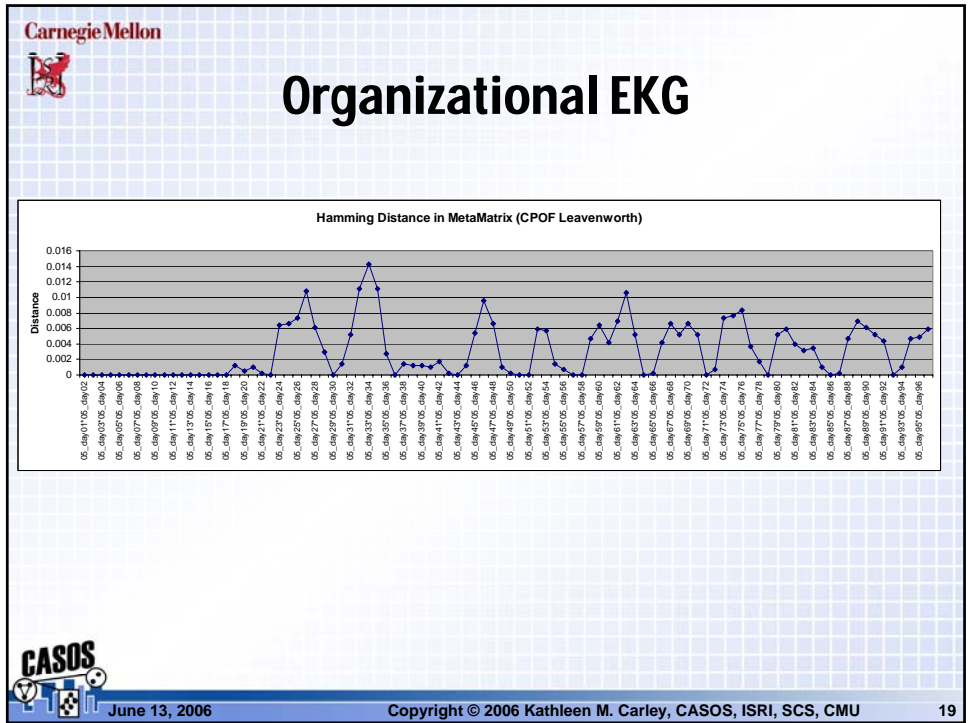 Carnegie Mellon
Organizational EKG
Hamming Distance in MetaMatrix (CPOF Leavenworth)
Distance
0.016
0.014
0.012
0.01
0.008
0.006
0.004
0.002
0
05_day01*05_day02
05_day03*05_day04
05_day05*05_day06
05_day07*05_day08
05_day09*05_day10
05_day11*05_day12
05_day13*05_day14
05_day15*05_day16
05_day17*05_day18
05_day19*05_day20
05_day21*05_day22
05_day23*05_day24
05_day25*05_day26
05_day27*05_day28
05_day29*05_day30
05_day31*05_day32
05_day33*05_day34
05_day35*05_day36
05_day37*05_day38
05_day39*05_day40
05_day41*05_day42
05_day43*05_day44
05_day45*05_day46
05_day47*05_day48
05_day49*05_day50
05_day51*05_day52
05_day53*05_day54
05_day55*05_day56
05_day57*05_day58
05_day59*05_day60
05_day61*05_day62
05_day63*05_day64
05_day65*05_day66
05_day67*05_day68
05_day69*05_day70
05_day71*05_day72
05_day73*05_day74
05_day75*05_day76
05_day77*05_day78
05_day79*05_day80
05_day81*05_day82
05_day83*05_day84
05_day85*05_day86
05_day87*05_day88
05_day89*05_day90
05_day91*05_day92
05_day93*05_day94
05_day95*05_day96
CASOS
June 13, 2006
Copyright © 2006 Kathleen M. Carley, CASOS, ISRI, SCS, CMU
19